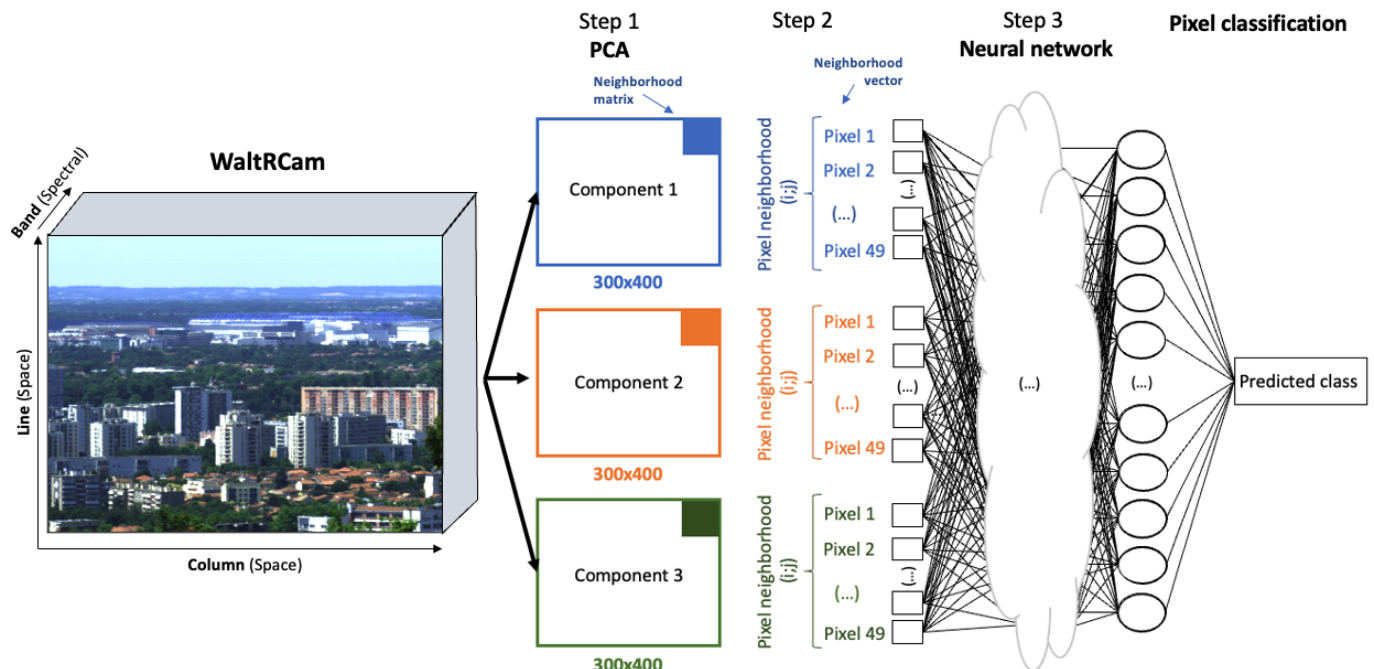 Step 1
PCA
Step 2
Step 3
Neural network
Pixel classification
Neighborhood
matrix
Neighborhood
vector
WaltRCam
Band (Spectral)
Line (Space)
Column (Space)
Component 1
300x400
Pixel neighborhood
(i;j)
Pixel 1
Pixel 2
(...)
Pixel 49
(...)
Component 2
300x400
Pixel neighborhood
(i;j)
Pixel 1
Pixel 2
(...)
Pixel 49
(...)
Component 3
300x400
Pixel neighborhood
(i;j)
Pixel 1
Pixel 2
(...)
Pixel 49
(...)
(...)
(...)
Predicted class